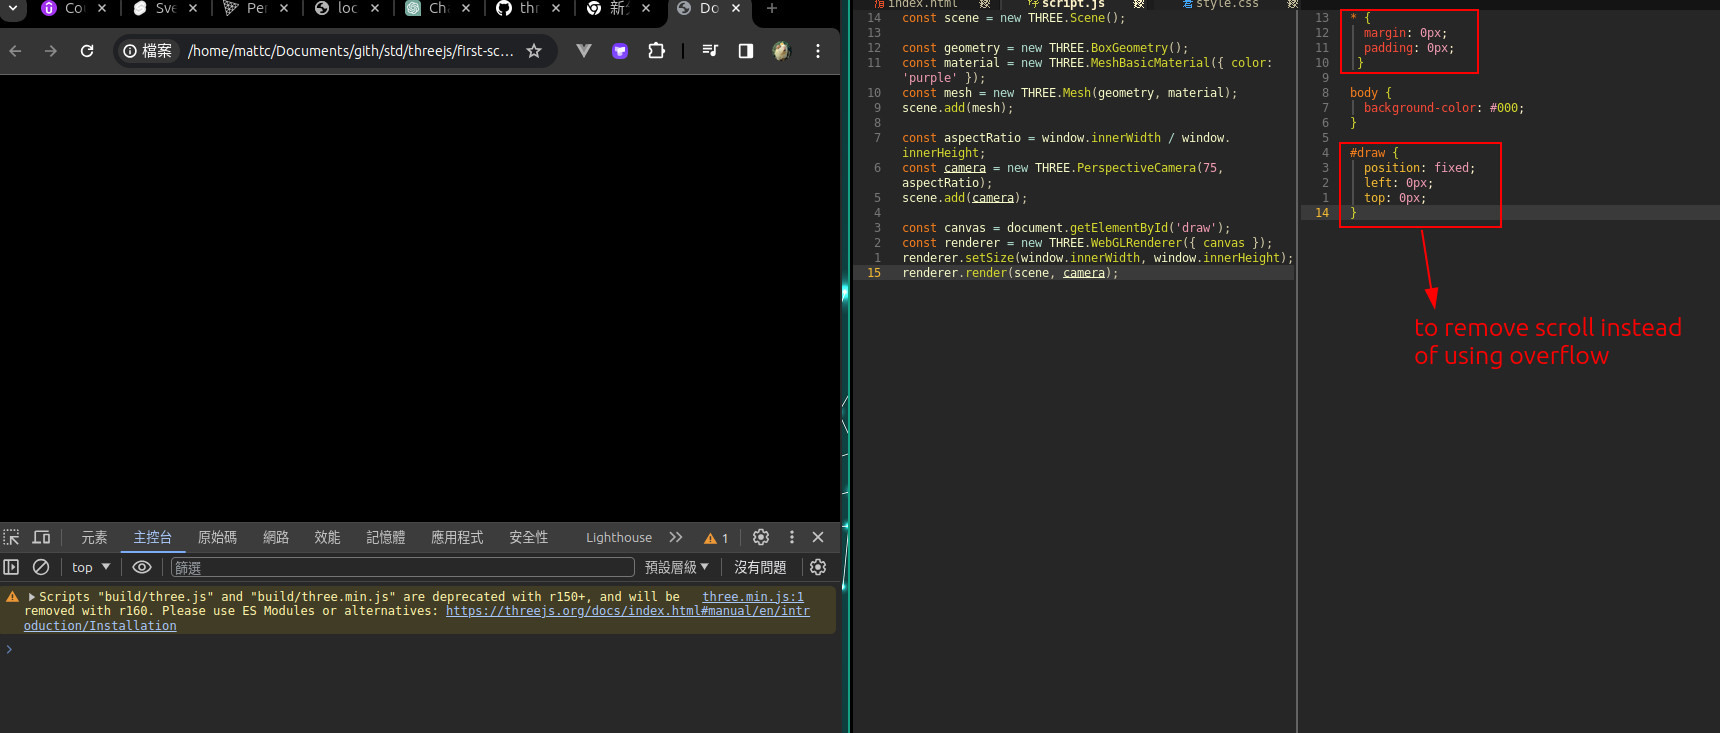 Co
Sve
Per
loc
Cha
thr
新
Do
檔案
/home/mattc/Documents/gith/std/threejs/first-sc...
元素
主控台
原始碼
網路
效能
記憶體
應用程式
安全性
Lighthouse
1
top
篩選
預設層級
沒有問題
Scripts "build/three.js" and "build/three.min.js" are deprecated with r150+, and will be three.min.js:1
removed with r160. Please use ES Modules or alternatives: https://threejs.org/docs/index.html#manual/en/intr
oduction/Installation
index.html
script.js
style.css
14 const scene = new THREE.Scene();
13
12 const geometry = new THREE.BoxGeometry();
11 const material = new THREE.MeshBasicMaterial({ color:
'purple' });
10 const mesh = new THREE.Mesh(geometry, material);
9 scene.add(mesh);
8
7 const aspectRatio = window.innerWidth / window.
innerHeight;
6 const camera = new THREE.PerspectiveCamera(75,
aspectRatio);
5 scene.add(camera);
4
3 const canvas = document.getElementById('draw');
2 const renderer = new THREE.WebGLRenderer({ canvas });
1 renderer.setSize(window.innerWidth, window.innerHeight);
15 renderer.render(scene, camera);
13 * {
12 margin: 0px;
11 padding: 0px;
10 }
9
8 body {
7 background-color: #000;
6 }
5
4 #draw {
3 position: fixed;
2 left: 0px;
1 top: 0px;
14 }
to remove scroll instead
of using overflow